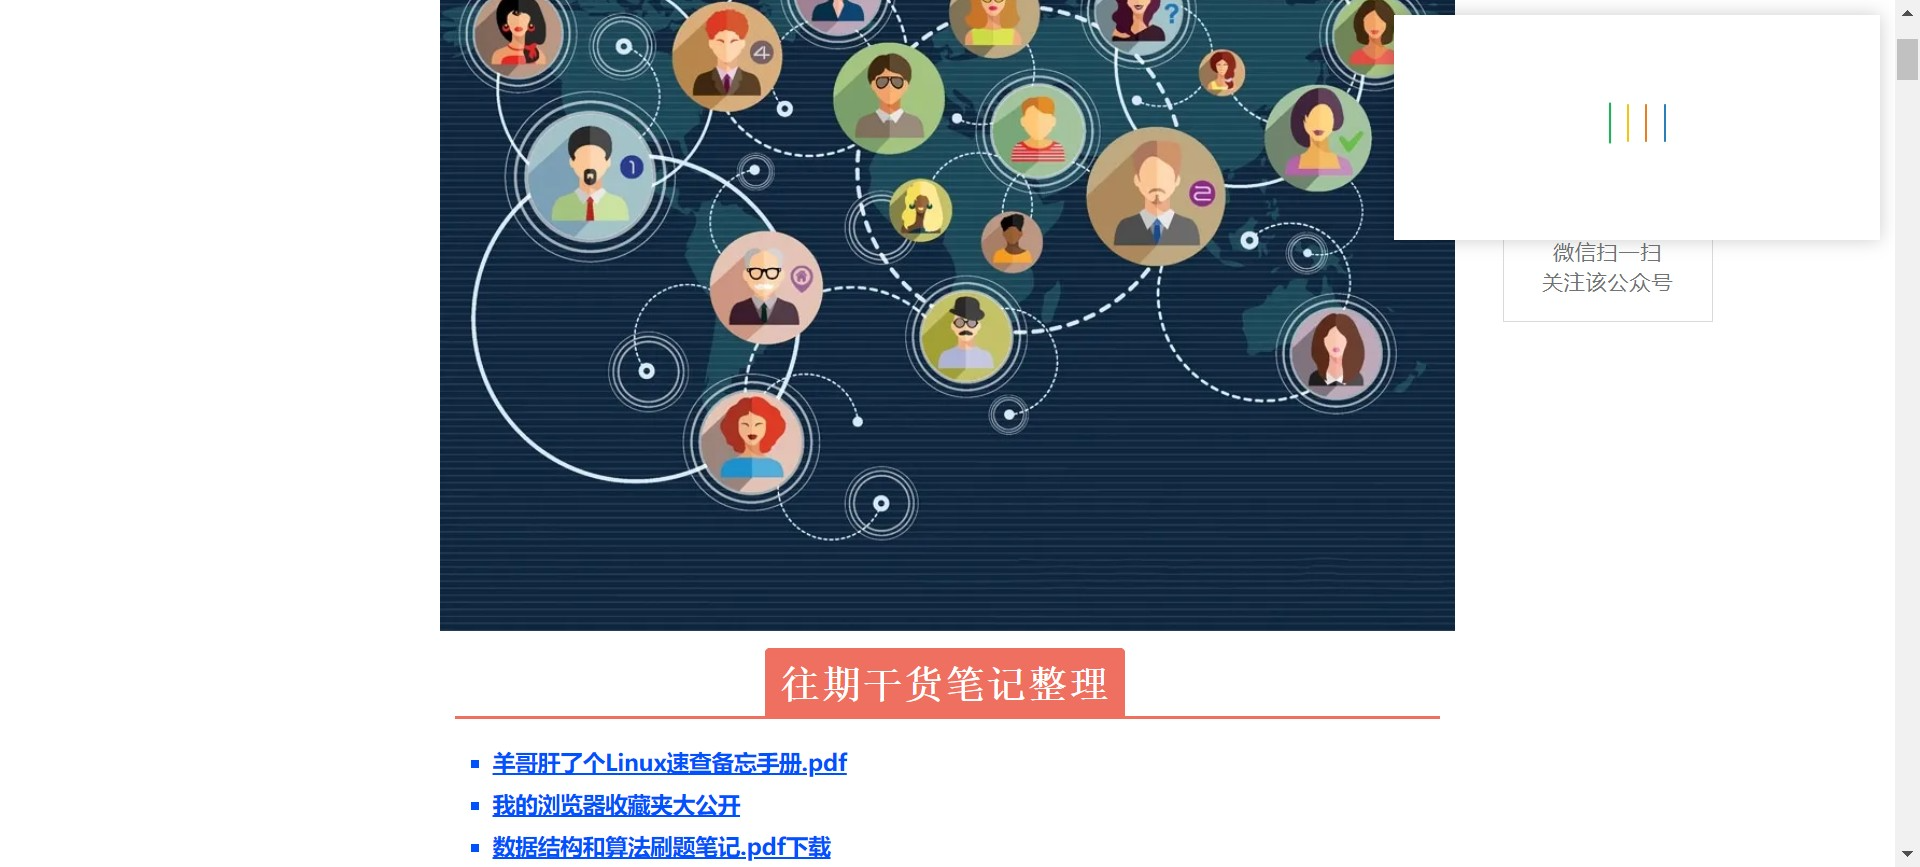 4
?
1
2
微信扫一扫
关注该公众号
往期干货笔记整理
羊哥肝了个Linux速查备忘手册.pdf
我的浏览器收藏夹大公开
数据结构和算法刷题笔记.pdf下载